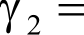 γ₂ =